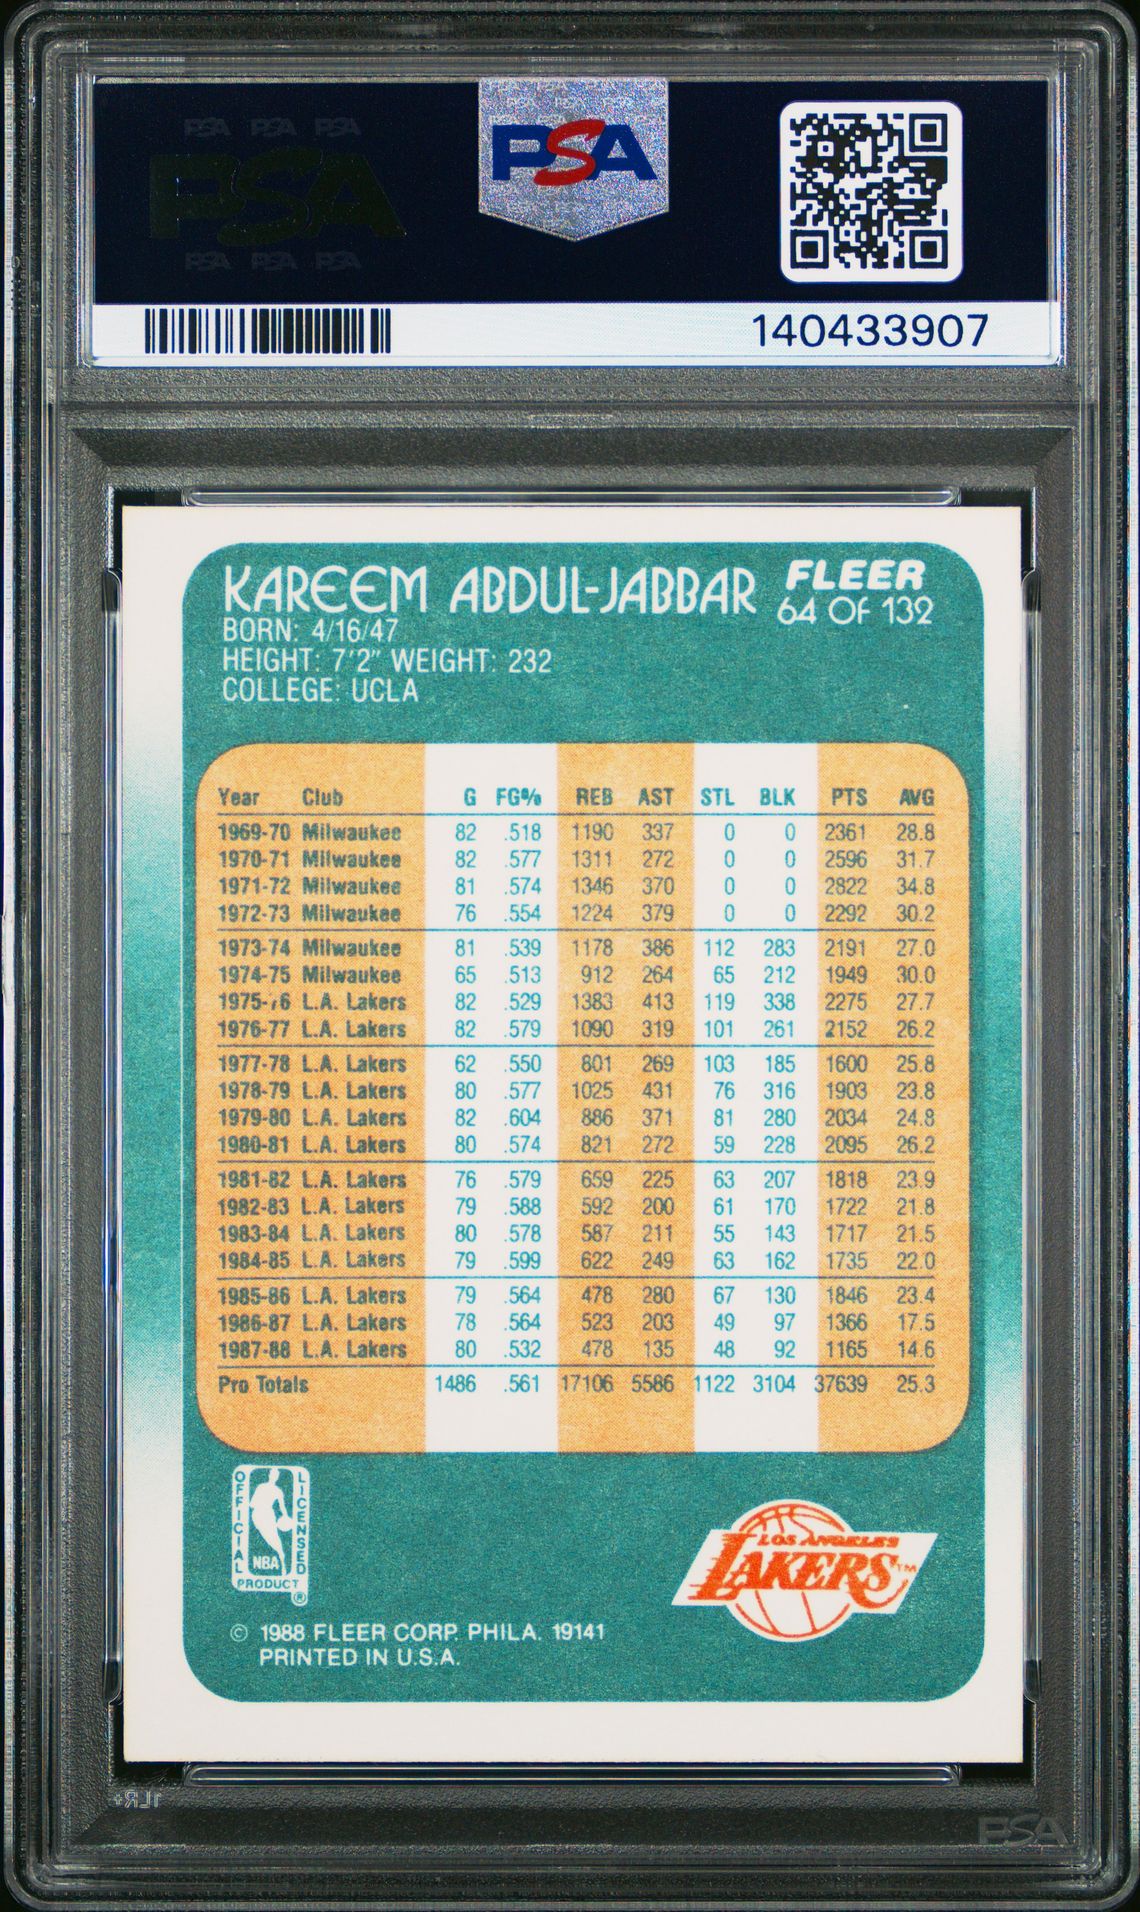 PSA PSA PSA
PSA
PSA PSA PSA
PSA
140433907
KAREEM ABDUL-JABBAR
FLEER
64 OF 132
BORN: 4/16/47
HEIGHT: 7'2" WEIGHT: 232
COLLEGE: UCLA
Year Club G FG% REB AST STL BLK PTS AVG
1969-70 Milwaukee 82 .518 1190 337 0 0 2361 28.8
1970-71 Milwaukee 82 .577 1311 272 0 0 2596 31.7
1971-72 Milwaukee 81 .574 1346 370 0 0 2822 34.8
1972-73 Milwaukee 76 .554 1224 379 0 0 2292 30.2
1973-74 Milwaukee 81 .539 1178 386 112 283 2191 27.0
1974-75 Milwaukee 65 .513 912 264 65 212 1949 30.0
1975-76 L.A. Lakers 82 .529 1383 413 119 338 2275 27.7
1976-77 L.A. Lakers 82 .579 1090 319 101 261 2152 26.2
1977-78 L.A. Lakers 62 .550 801 269 103 185 1600 25.8
1978-79 L.A. Lakers 80 .577 1025 431 76 316 1903 23.8
1979-80 L.A. Lakers 82 .604 886 371 81 280 2034 24.8
1980-81 L.A. Lakers 80 .574 821 272 59 228 2095 26.2
1981-82 L.A. Lakers 76 .579 659 225 63 207 1818 23.9
1982-83 L.A. Lakers 79 .588 592 200 61 170 1722 21.8
1983-84 L.A. Lakers 80 .578 587 211 55 143 1717 21.5
1984-85 L.A. Lakers 79 .599 622 249 63 162 1735 22.0
1985-86 L.A. Lakers 79 .564 478 280 67 130 1846 23.4
1986-87 L.A. Lakers 78 .564 523 203 49 97 1366 17.5
1987-88 L.A. Lakers 80 .532 478 135 48 92 1165 14.6
Pro Totals 1486 .561 17106 5586 1122 3104 37639 25.3
OFFICIAL LICENSED
NBA
PRODUCT
®
LOS ANGELES
LAKERS™
© 1988 FLEER CORP. PHILA. 19141
PRINTED IN U.S.A.
1LR+
PSA